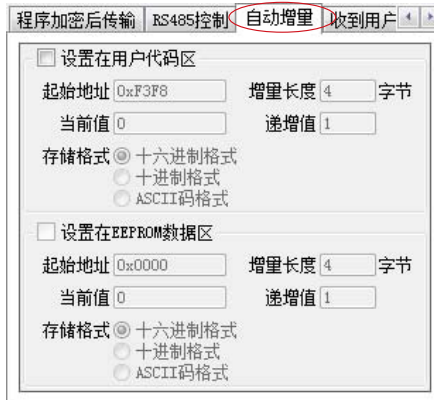 程序加密后传输 RS485控制 自动增量 收到用户
设置在用户代码区
起始地址 0xF3F8 增量长度 4 字节
当前值 0 递增值 1
存储格式 十六进制格式
十进制格式
ASCII码格式
设置在EEPROM数据区
起始地址 0x0000 增量长度 4 字节
当前值 0 递增值 1
存储格式 十六进制格式
十进制格式
ASCII码格式